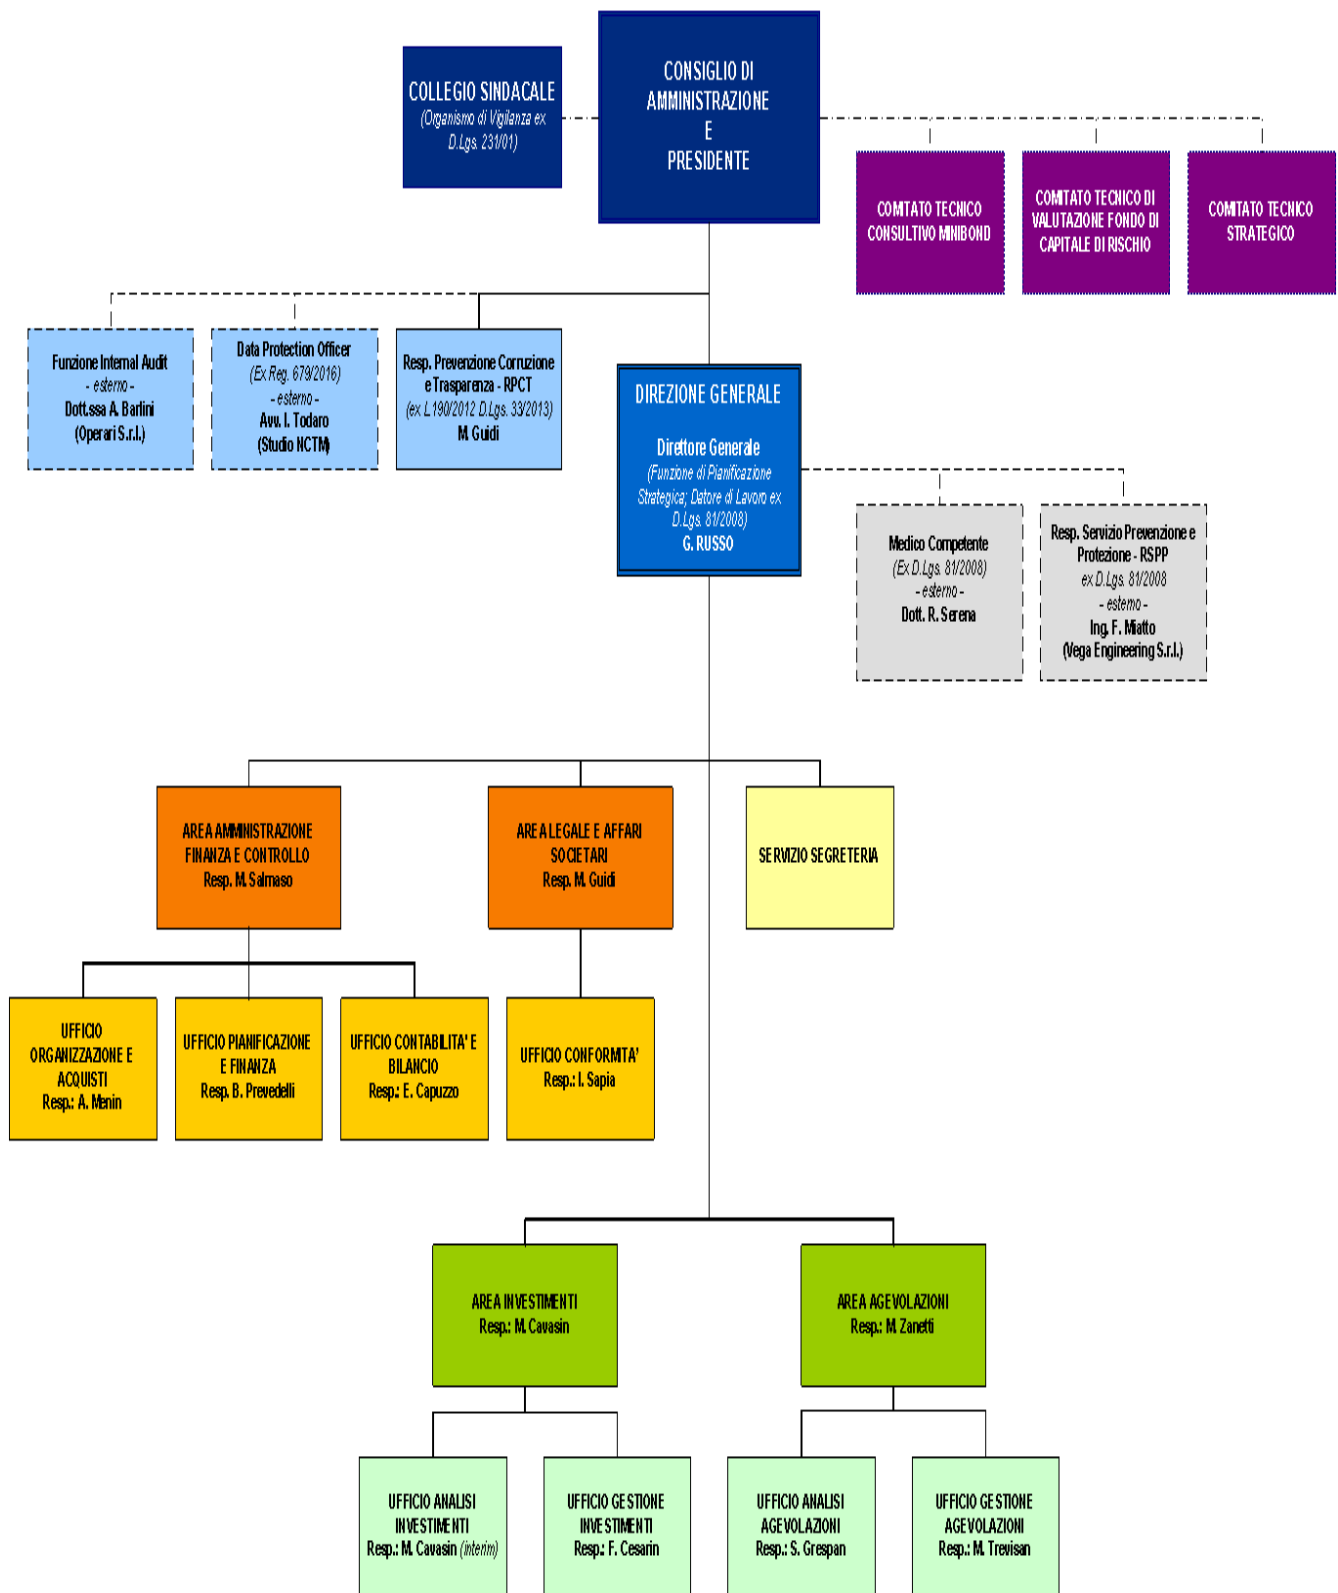 COLLEGIO SINDACALE
(Organismo di Vigilanza ex
D.Lgs. 231/01)
CONSIGLIO DI
AMMINISTRAZIONE
E
PRESIDENTE
COMITATO TECNICO
CONSULTIVO MINIBOND
COMITATO TECNICO DI
VALUTAZIONE FONDO DI
CAPITALE DI RISCHIO
COMITATO TECNICO
STRATEGICO
Funzione Internal Audit
- esterno -
Dott.ssa A. Barlini
(Operari S.r.l.)
Data Protection Officer
(Ex Reg. 679/2016)
- esterno -
Avv. I. Todaro
(Studio NCTM)
Resp. Prevenzione Corruzione
e Trasparenza - RPCT
(ex L.190/2012 D.Lgs. 33/2013)
M. Guidi
DIREZIONE GENERALE
Direttore Generale
(Funzione di Pianificazione
Strategica; Datore di Lavoro ex
D.Lgs. 81/2008)
G. RUSSO
Medico Competente
(Ex D.Lgs. 81/2008)
- esterno -
Dott. R. Serena
Resp. Servizio Prevenzione e
Protezione - RSPP
ex D.Lgs. 81/2008
- esterno -
Ing. F. Miatto
(Vega Engineering S.r.l.)
AREA AMMINISTRAZIONE
FINANZA E CONTROLLO
Resp. M. Salmaso
AREA LEGALE E AFFARI
SOCIETARI
Resp. M. Guidi
SERVIZIO SEGRETERIA
UFFICIO
ORGANIZZAZIONE E
ACQUISTI
Resp.: A. Menin
UFFICIO PIANIFICAZIONE
E FINANZA
Resp. B. Prevedelli
UFFICIO CONTABILITA' E
BILANCIO
Resp.: E. Capuzzo
UFFICIO CONFORMITA'
Resp.: I. Sapia
AREA INVESTIMENTI
Resp.: M. Cavasin
AREA AGEVOLAZIONI
Resp.: M. Zanetti
UFFICIO ANALISI
INVESTIMENTI
Resp.: M. Cavasin (interim)
UFFICIO GESTIONE
INVESTIMENTI
Resp.: F. Cesarin
UFFICIO ANALISI
AGEVOLAZIONI
Resp.: S. Grespan
UFFICIO GESTIONE
AGEVOLAZIONI
Resp.: M. Trevisan